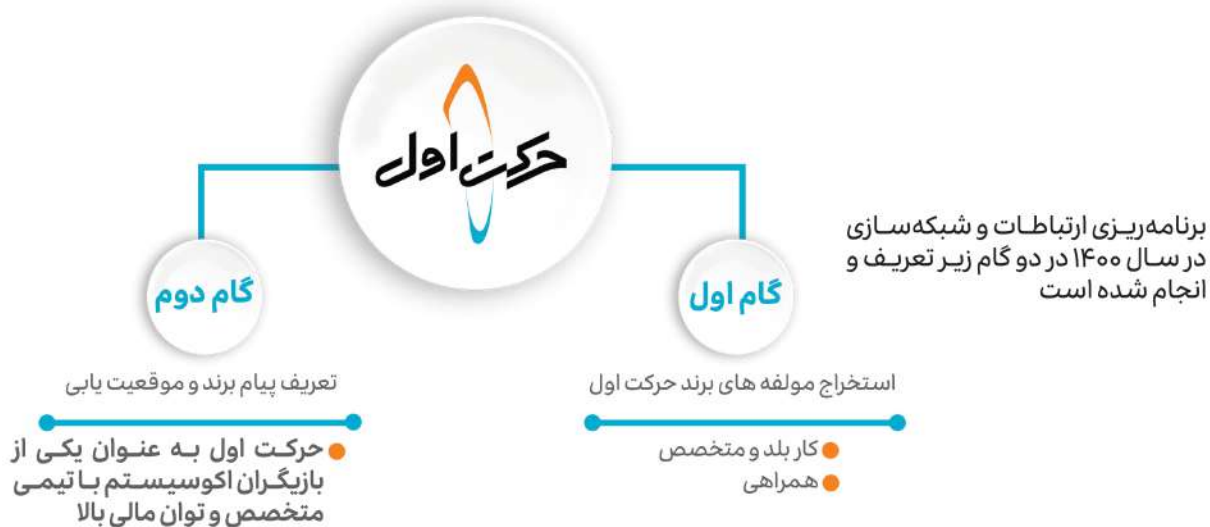 حرکت اول
برنامه‌ریزی ارتباطات و شبکه‌سازی
در سال ۱۴۰۰ در دو گام زیر تعریف و
انجام شده است
گام اول
استخراج مولفه های برند حرکت اول
کار بلد و متخصص
همراهی
گام دوم
تعریف پیام برند و موقعیت یابی
حرکت اول به عنوان یکی از
بازیگران اکوسیستم با تیمی
متخصص و توان مالی بالا